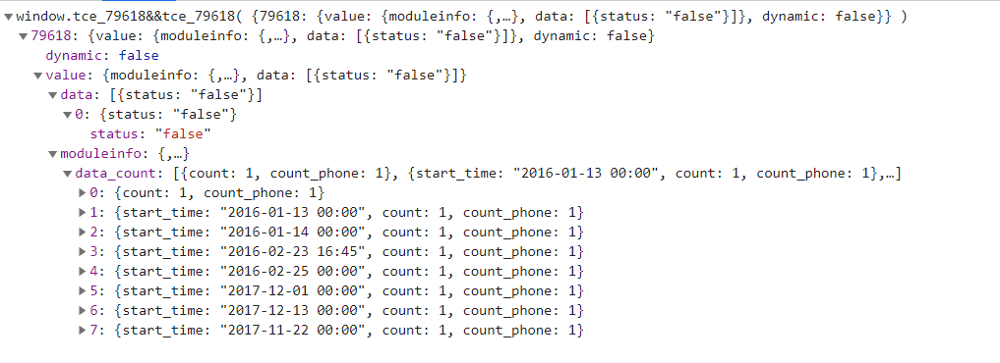 window.tce_79618&&tce_79618( {79618: {value: {moduleinfo: {,…}, data: [{status: "false"}]}, dynamic: false}} )
79618: {value: {moduleinfo: {,…}, data: [{status: "false"}]}, dynamic: false}
dynamic: false
value: {moduleinfo: {,…}, data: [{status: "false"}]}
data: [{status: "false"}]
0: {status: "false"}
status: "false"
moduleinfo: {,…}
data_count: [{count: 1, count_phone: 1}, {start_time: "2016-01-13 00:00", count: 1, count_phone: 1},…]
0: {count: 1, count_phone: 1}
1: {start_time: "2016-01-13 00:00", count: 1, count_phone: 1}
2: {start_time: "2016-01-14 00:00", count: 1, count_phone: 1}
3: {start_time: "2016-02-23 16:45", count: 1, count_phone: 1}
4: {start_time: "2016-02-25 00:00", count: 1, count_phone: 1}
5: {start_time: "2017-12-01 00:00", count: 1, count_phone: 1}
6: {start_time: "2017-12-13 00:00", count: 1, count_phone: 1}
7: {start_time: "2017-11-22 00:00", count: 1, count_phone: 1}